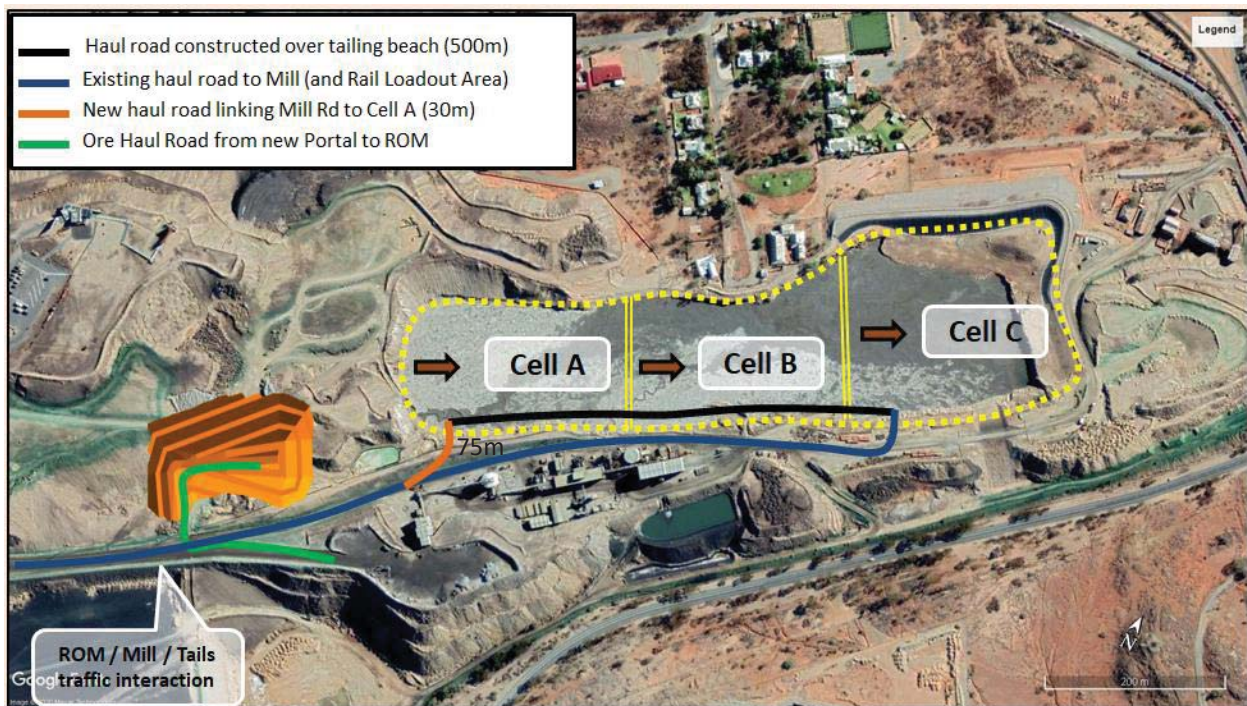 Haul road constructed over tailing beach (500m)
Existing haul road to Mill (and Rail Loadout Area)
New haul road linking Mill Rd to Cell A (30m)
Ore Haul Road from new Portal to ROM
Legend
Cell A
Cell B
Cell C
75m
ROM / Mill / Tails
traffic interaction
N
200 m